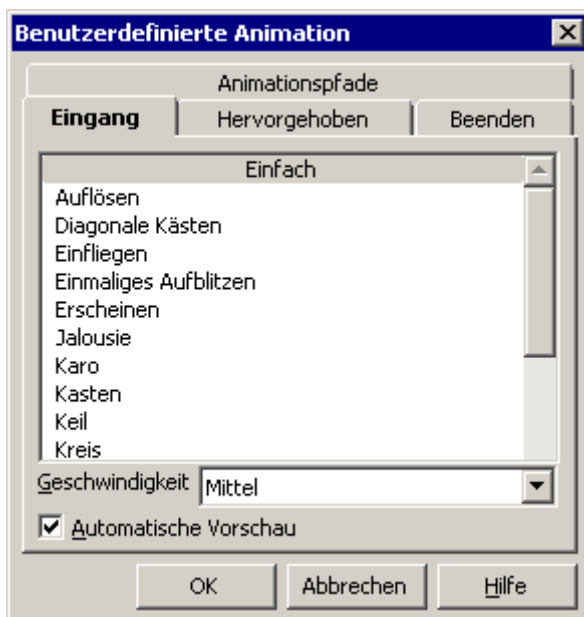 Benutzerdefinierte Animation
Animationspfade
Eingang Hervorgehoben Beenden
Einfach
Auflösen
Diagonale Kästen
Einfliegen
Einmaliges Aufblitzen
Erscheinen
Jalousie
Karo
Kasten
Keil
Kreis
Geschwindigkeit Mittel
Automatische Vorschau
OK Abbrechen Hilfe